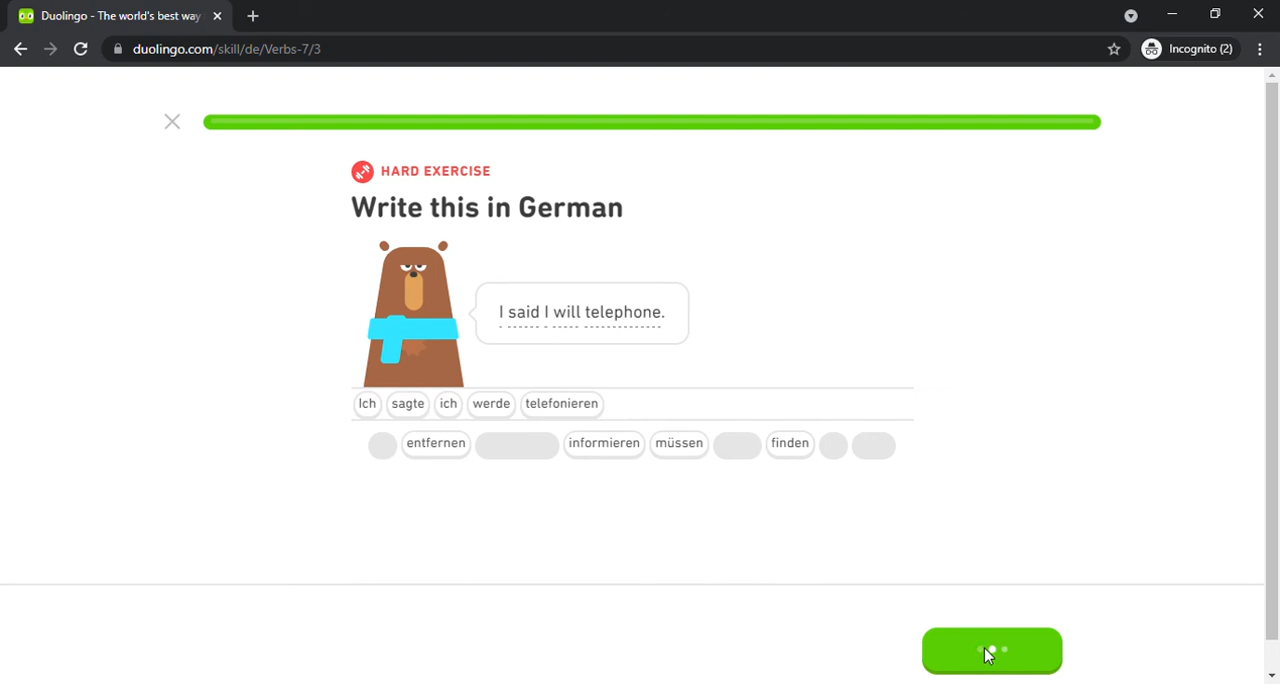 Duolingo - The world's best way
duolingo.com/skill/de/Verbs-7/3
Incognito (2)
HARD EXERCISE
Write this in German
I said I will telephone.
Ich sagte ich werde telefonieren
entfernen informieren müssen finden